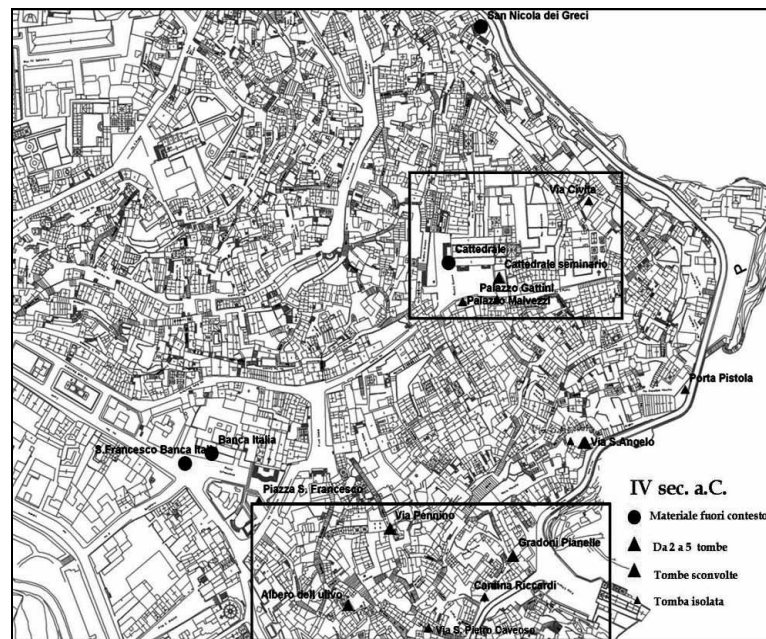 San Nicola dei Greci
Via Civita
Cattedrale
Cattedrale seminario
Palazzo Gattini
Palazzo Malvezzi
Porta Pistola
Banca Italia
S.Francesco Banca
Via S.Angelo
Piazza S. Francesco
IV sec. a.C.
Materiale fuori contesto
Via Pennino
Da 2 a 5 tombe
Gradoni Pianelle
Tombe sconvolte
Cantina Riccardi
Albero dell ulivo
Tomba isolata
Via S. Pietro Caveoso